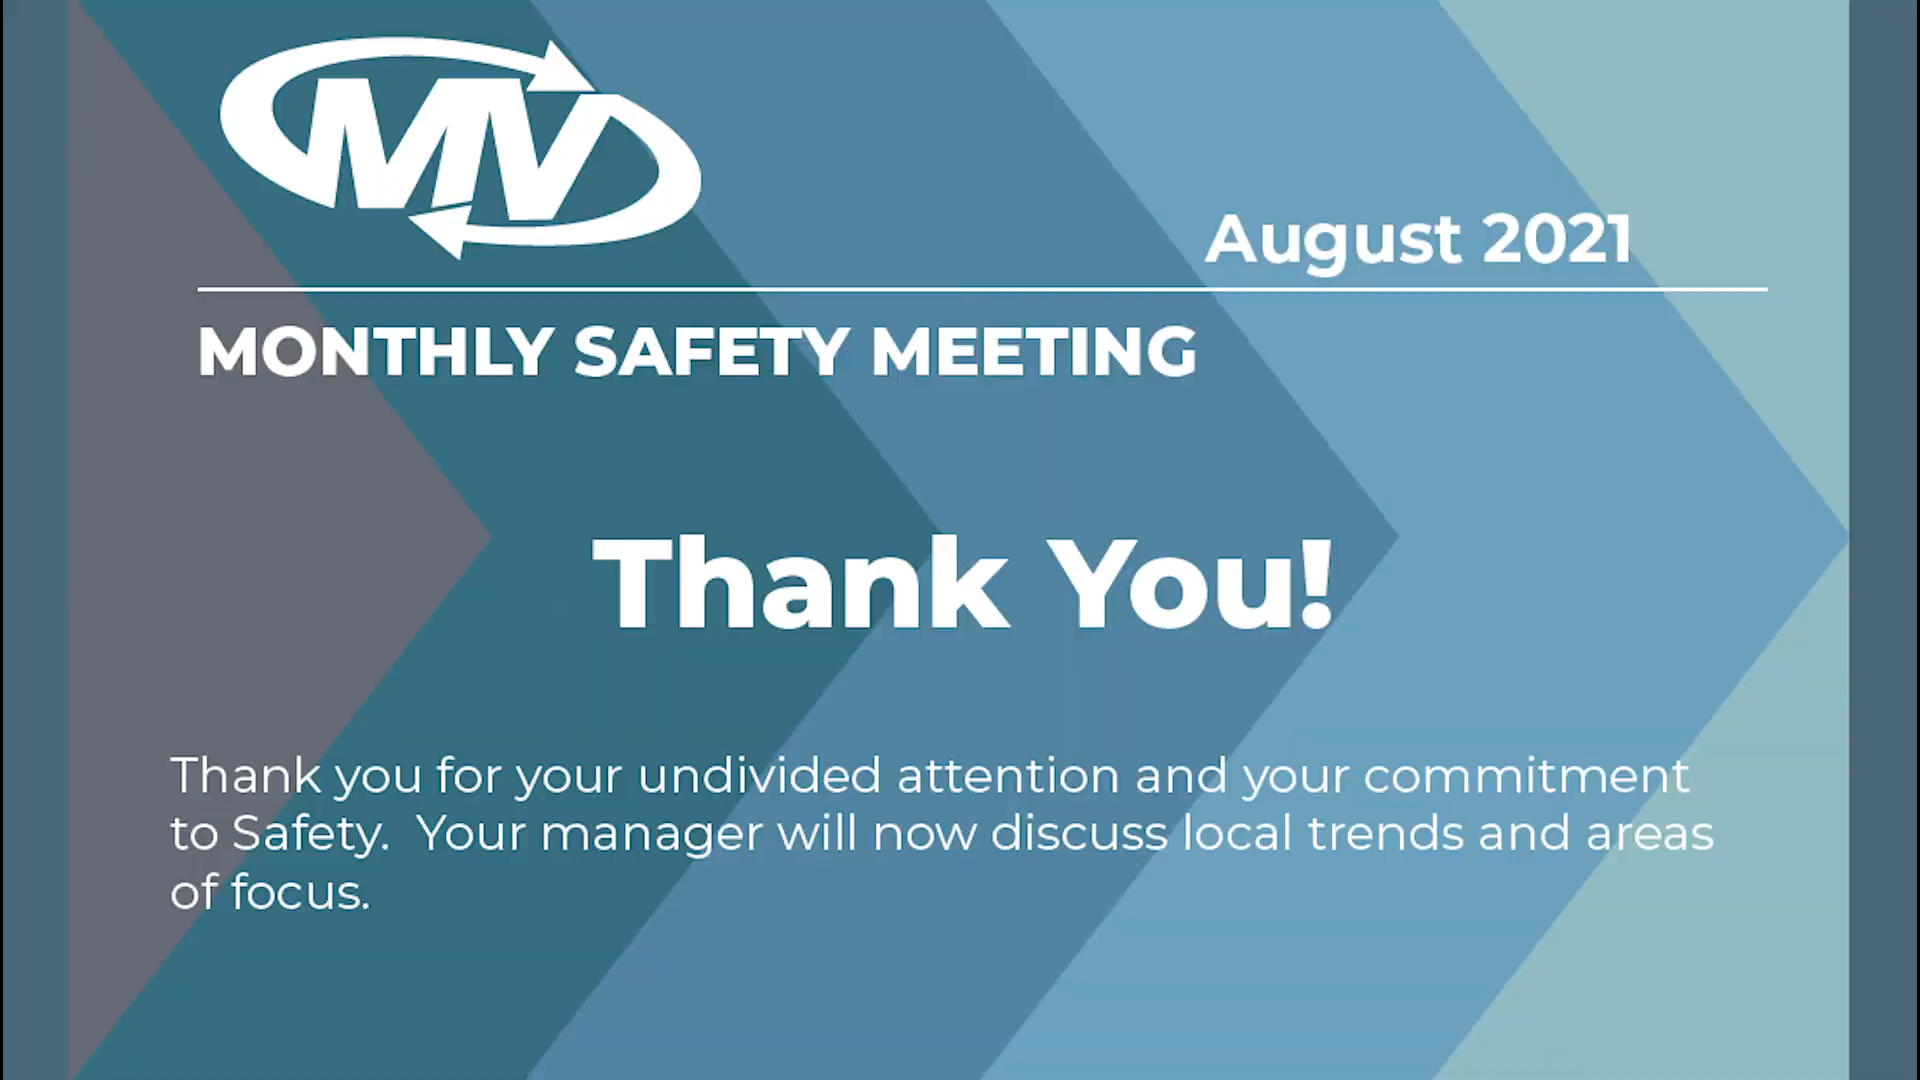 MV
August 2021
MONTHLY SAFETY MEETING
Thank You!
Thank you for your undivided attention and your commitment
to Safety.  Your manager will now discuss local trends and areas
of focus.